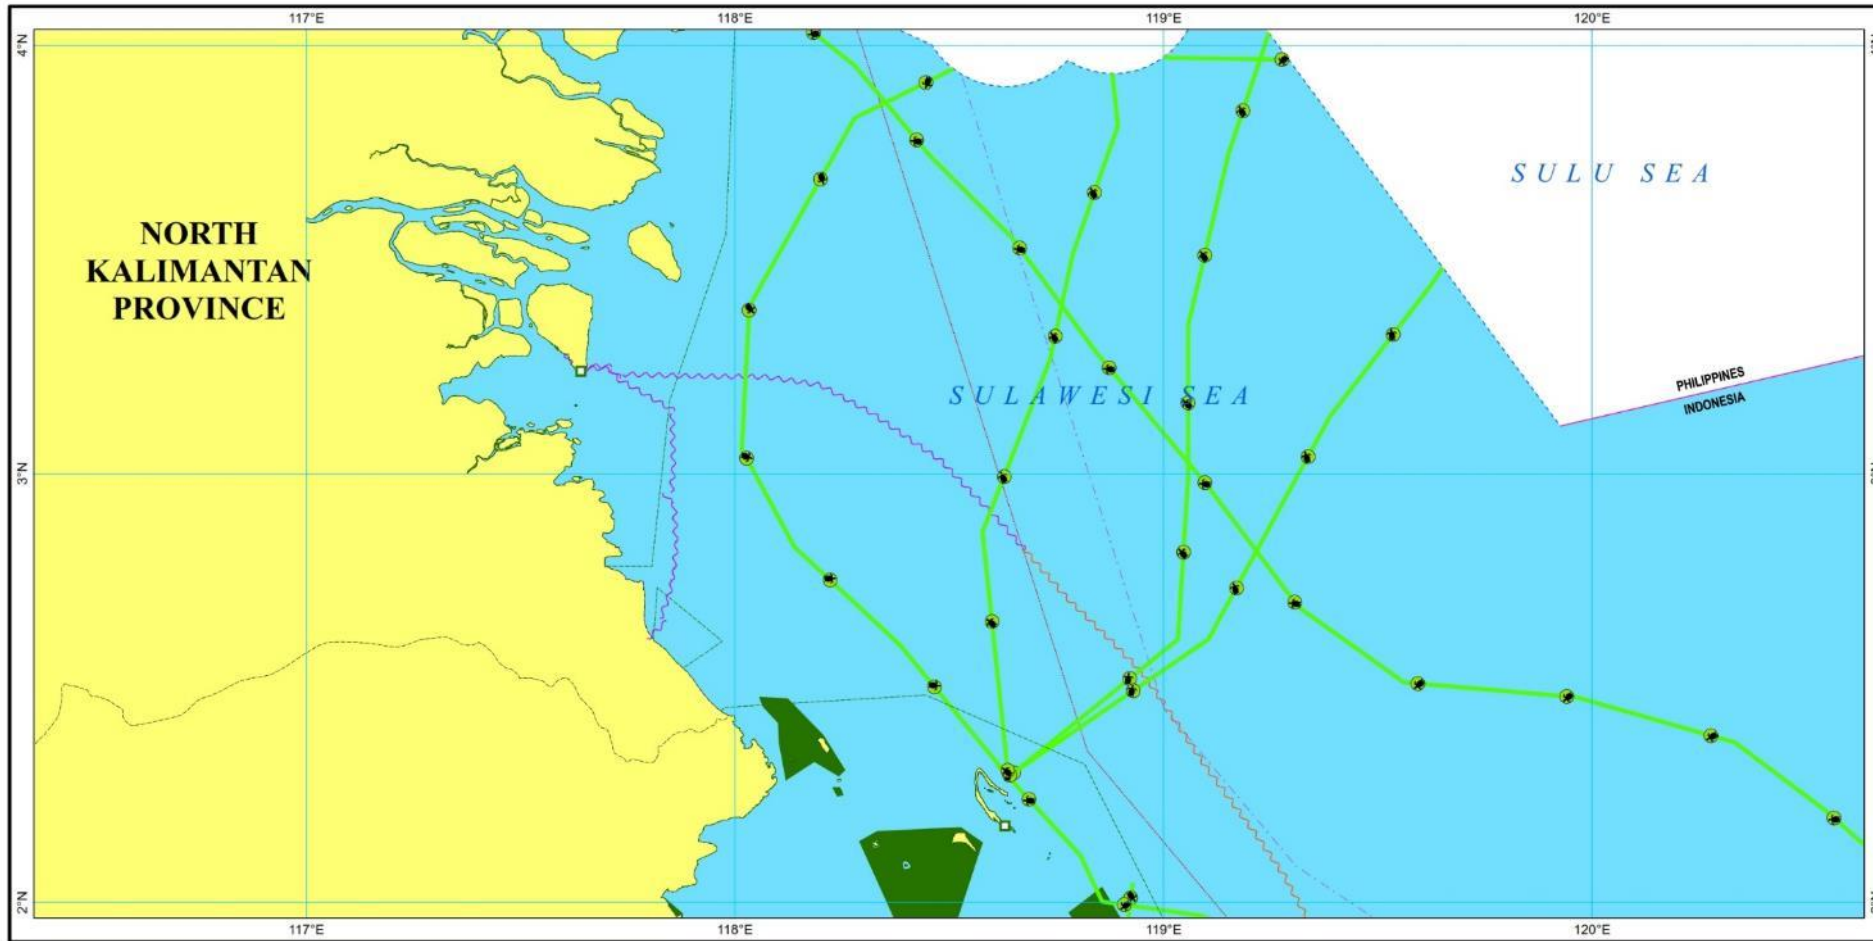 117°E 118°E 119°E 120°E
4°N
SULU SEA
NORTH
KALIMANTAN
PROVINCE
PHILIPPINES
SULAWESI SEA
INDONESIA
3°N
2°N
117°E 118°E 119°E 120°E